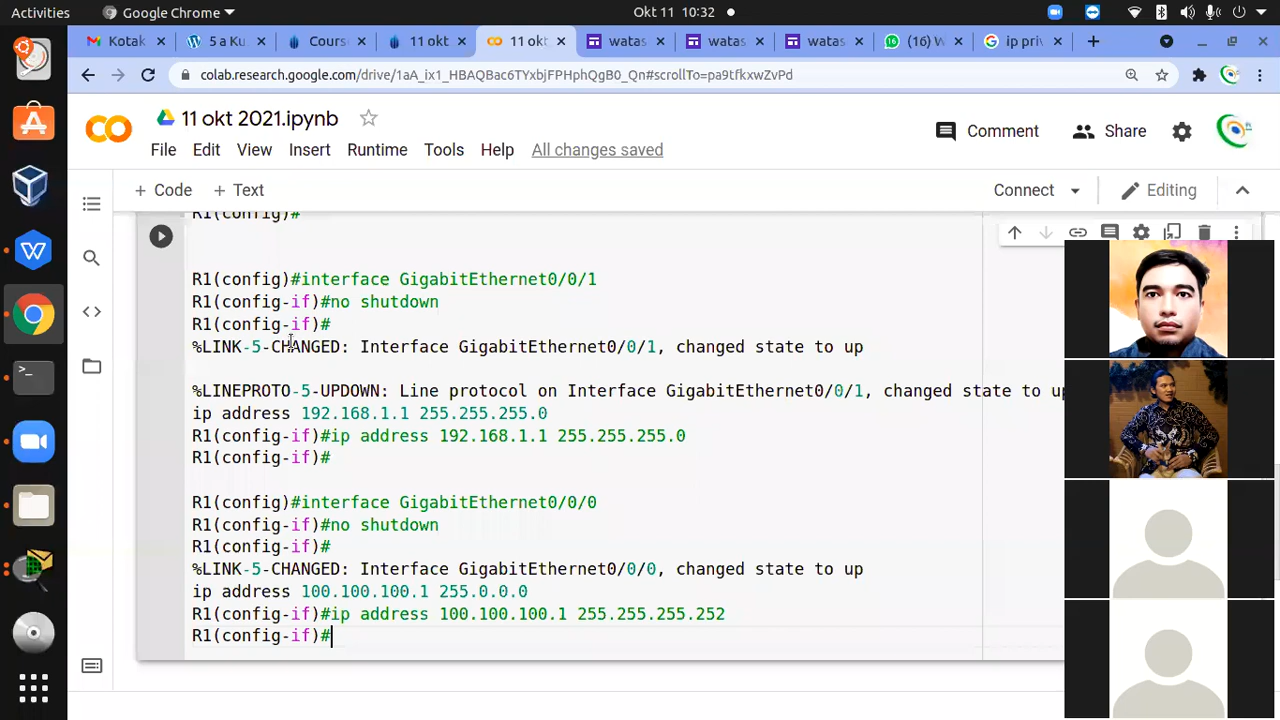 Activities
Google Chrome
Okt 11 10:32
Kotak
5 a Ku
Cours
11 okt
11 okt
watas
watas
watas
(16) W
ip priv
colab.research.google.com/drive/1aA_ix1_HBAQBac6TYxbjFPHphQgB0_Qn#scrollTo=pa9tfkxwZvPd
11 okt 2021.ipynb
Comment
Share
File Edit View Insert Runtime Tools Help All changes saved
+ Code + Text
Connect
Editing
R1(config)#
R1(config)#interface GigabitEthernet0/0/1
R1(config-if)#no shutdown
R1(config-if)#
%LINK-5-CHANGED: Interface GigabitEthernet0/0/1, changed state to up
%LINEPROTO-5-UPDOWN: Line protocol on Interface GigabitEthernet0/0/1, changed state to up
ip address 192.168.1.1 255.255.255.0
R1(config-if)#ip address 192.168.1.1 255.255.255.0
R1(config-if)#
R1(config)#interface GigabitEthernet0/0/0
R1(config-if)#no shutdown
R1(config-if)#
%LINK-5-CHANGED: Interface GigabitEthernet0/0/0, changed state to up
ip address 100.100.100.1 255.0.0.0
R1(config-if)#ip address 100.100.100.1 255.255.255.252
R1(config-if)#